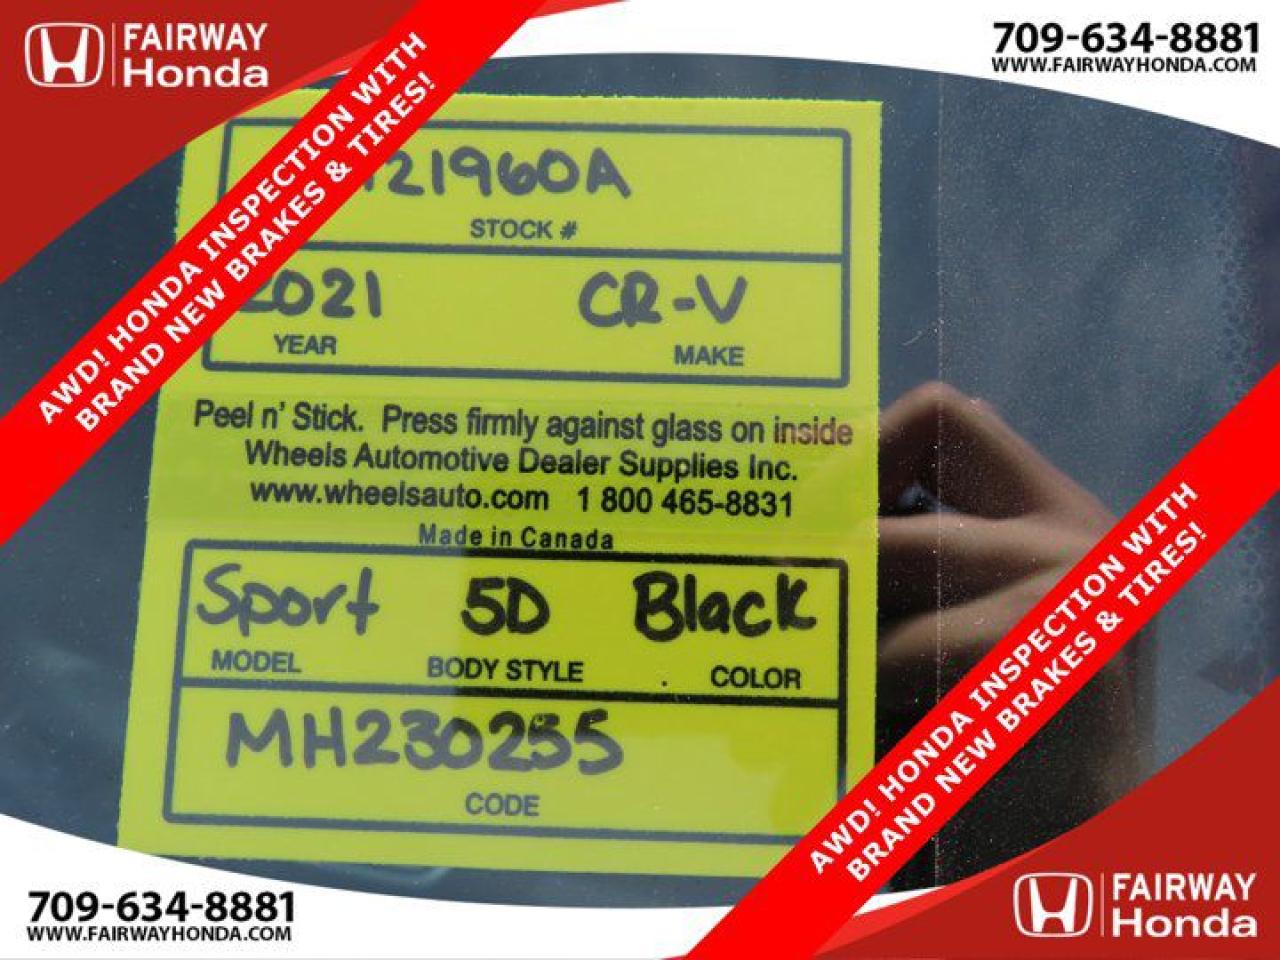 FAIRWAY
Honda
709-634-8881
WWW.FAIRWAYHONDA.COM
AWD! HONDA INSPECTION WITH
BRAND NEW BRAKES & TIRES!
21960A
STOCK #
2021 CR-V
YEAR MAKE
Peel n' Stick. Press firmly against glass on inside
Wheels Automotive Dealer Supplies Inc.
www.wheelsauto.com 1 800 465-8831
Made in Canada
Sport 5D Black
MODEL BODY STYLE COLOR
MH230255
CODE
AWD! HONDA INSPECTION WITH
BRAND NEW BRAKES & TIRES!
709-634-8881
WWW.FAIRWAYHONDA.COM
FAIRWAY
Honda